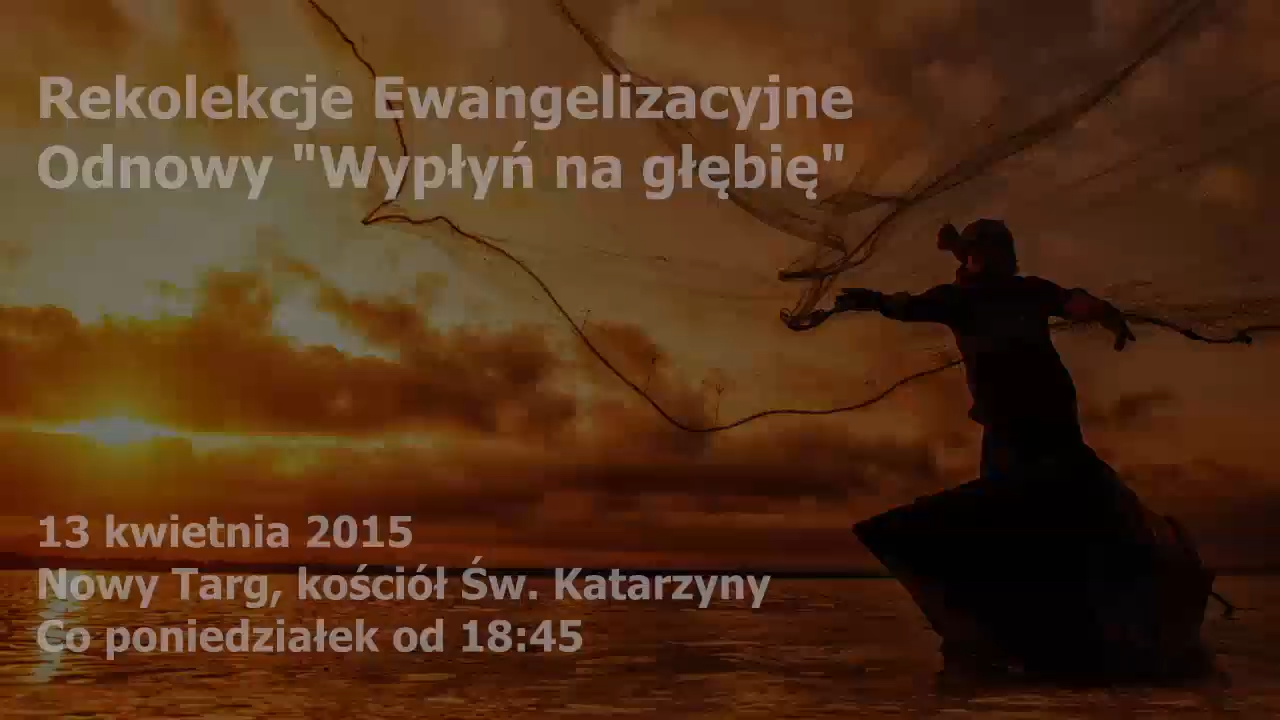 Rekolekcje Ewangelizacyjne
Odnowy "Wypłyń na głębię"
13 kwietnia 2015
Nowy Targ, kościół Św. Katarzyny
Co poniedziałek od 18:45